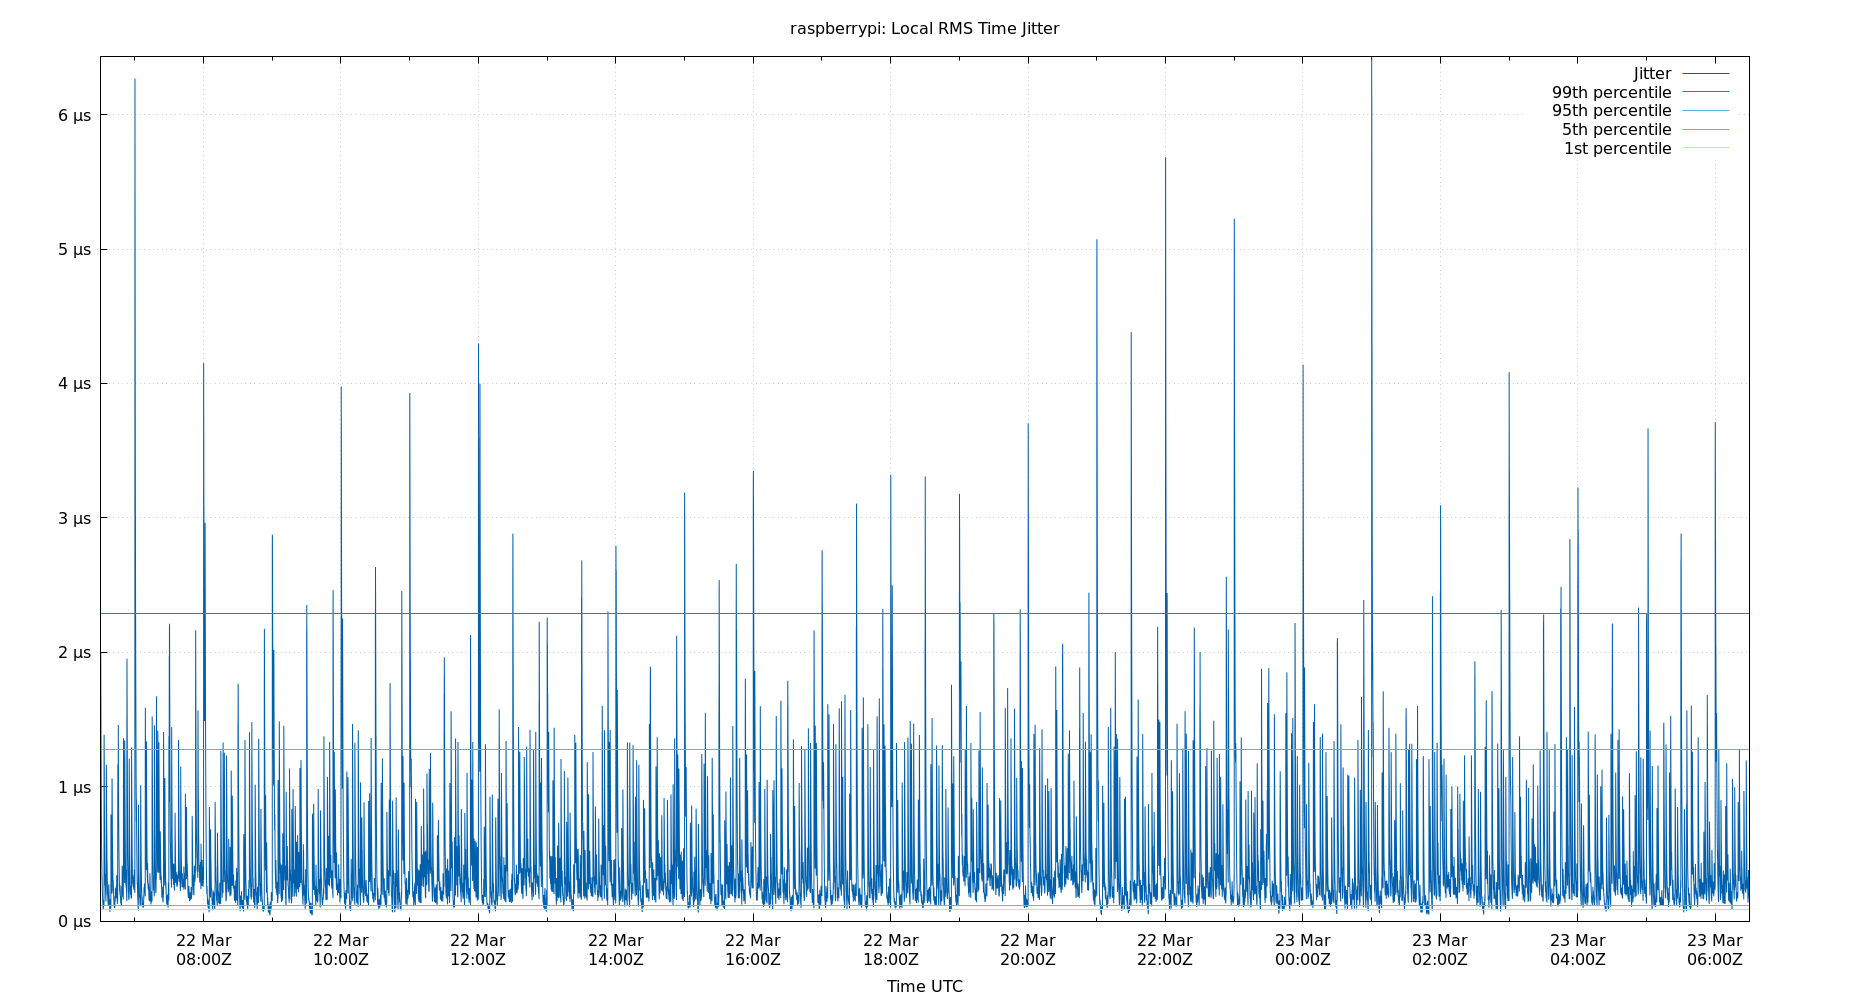 raspberrypi: Local RMS Time Jitter
Jitter
99th percentile
95th percentile
5th percentile
1st percentile
6 µs
5 µs
4 µs
3 µs
2 µs
1 µs
0 µs
22 Mar 22 Mar 22 Mar 22 Mar 22 Mar 22 Mar 22 Mar 22 Mar 23 Mar 23 Mar 23 Mar 23 Mar
08:00Z 10:00Z 12:00Z 14:00Z 16:00Z 18:00Z 20:00Z 22:00Z 00:00Z 02:00Z 04:00Z 06:00Z
Time UTC